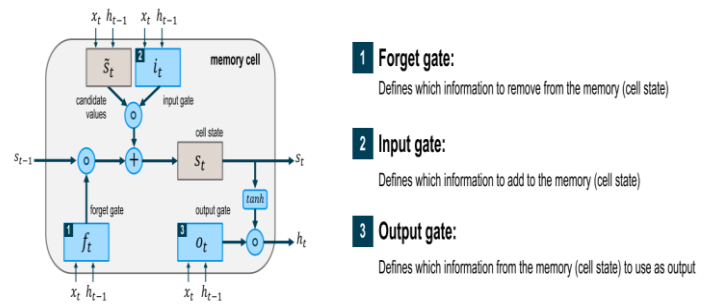 x_t h_{t-1} x_t h_{t-1}
2
s̃_t i_t memory cell
candidate values
input gate
cell state
s_{t-1} + s_t s_t
tanh
forget gate
output gate
1 f_t
3 o_t
h_t
x_t h_{t-1} x_t h_{t-1}
1 Forget gate:
Defines which information to remove from the memory (cell state)
2 Input gate:
Defines which information to add to the memory (cell state)
3 Output gate:
Defines which information from the memory (cell state) to use as output